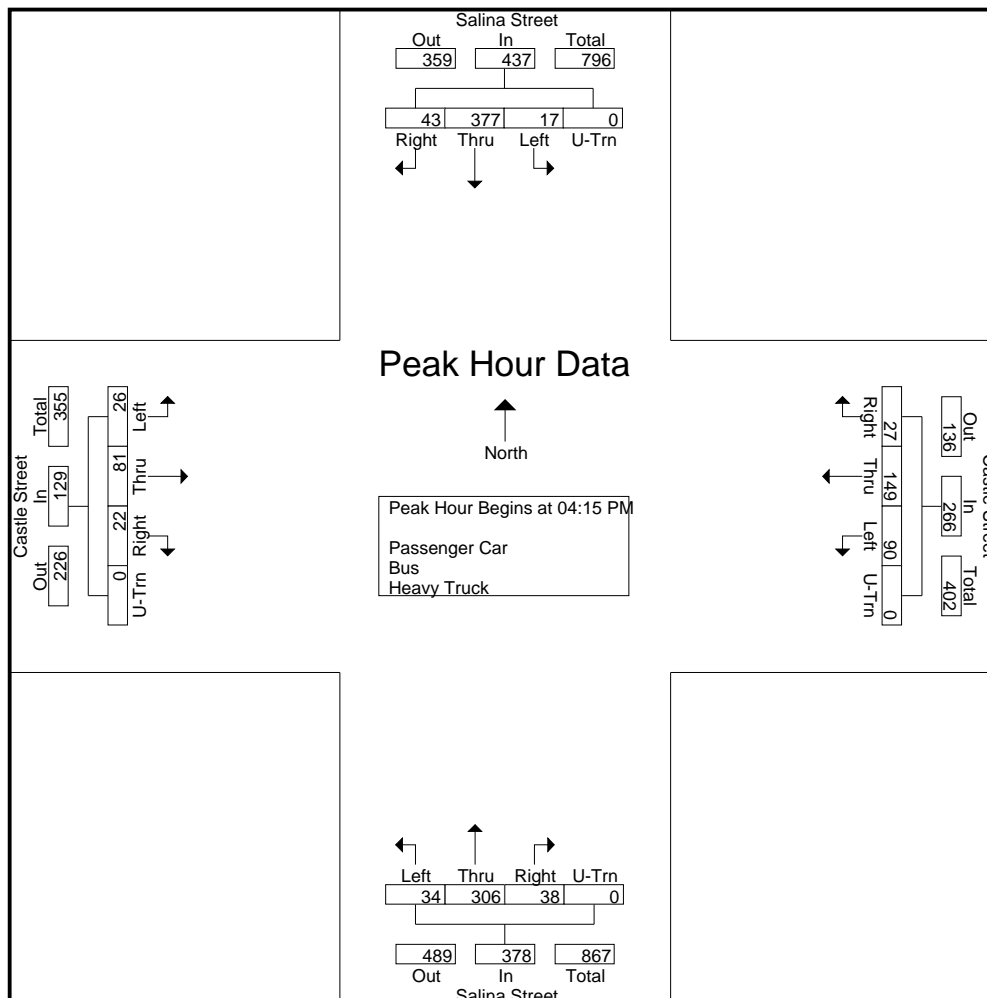 Salina Street
Out In Total
359 437 796
43 377 17 0
Right Thru Left U-Trn
Peak Hour Data
North
Peak Hour Begins at 04:15 PM
Passenger Car
Bus
Heavy Truck
Castle Street
Total In Out
355 129 226
26 81 22 0
Left Thru Right U-Trn
Right Thru Left U-Trn
27 149 90 0
Out In Total
136 266 402
Castle Street
Left Thru Right U-Trn
34 306 38 0
489 378 867
Out In Total
Salina Street